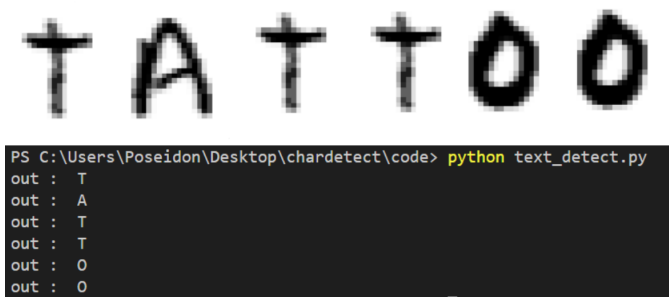 TATTOO
PS C:\Users\Poseidon\Desktop\chardetect\code> python text_detect.py
out : T
out : A
out : T
out : T
out : O
out : O